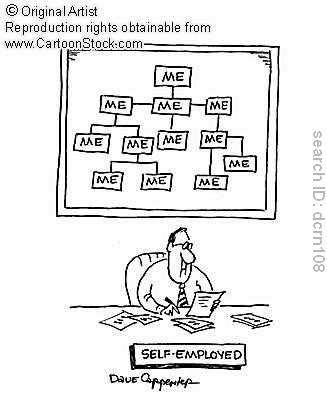 © Original Artist
Reproduction rights obtainable from
www.CartoonStock.com
ME
ME ME ME
ME ME ME ME
ME
ME ME ME
SELF-EMPLOYED
Dave Carpenter
search ID: dcrn108